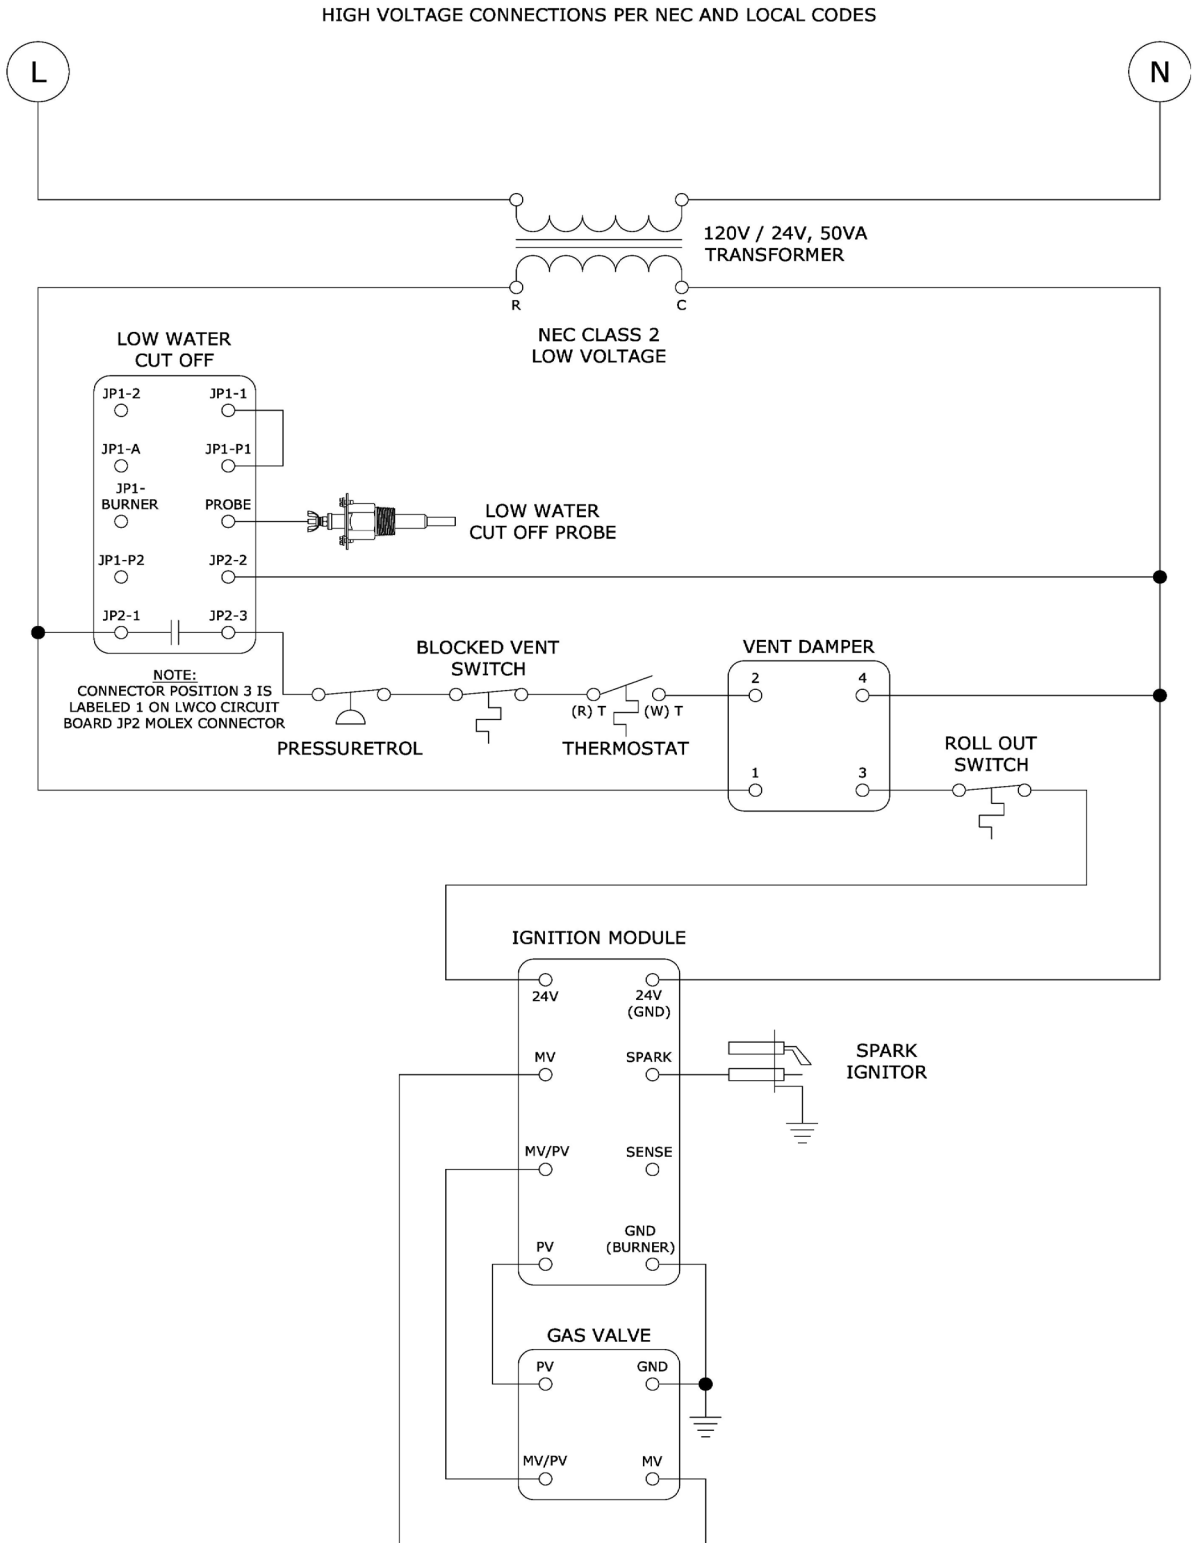 HIGH VOLTAGE CONNECTIONS PER NEC AND LOCAL CODES
L
N
120V / 24V, 50VA
TRANSFORMER
R
C
NEC CLASS 2
LOW VOLTAGE
LOW WATER
CUT OFF
JP1-2
JP1-1
JP1-A
JP1-P1
JP1-
BURNER
PROBE
LOW WATER
CUT OFF PROBE
JP1-P2
JP2-2
JP2-1
JP2-3
NOTE:
CONNECTOR POSITION 3 IS
LABELED 1 ON LWCO CIRCUIT
BOARD JP2 MOLEX CONNECTOR
BLOCKED VENT
SWITCH
VENT DAMPER
2
4
(R) T
(W) T
PRESSURETROL
THERMOSTAT
ROLL OUT
SWITCH
1
3
IGNITION MODULE
24V
24V
(GND)
MV
SPARK
SPARK
IGNITOR
MV/PV
SENSE
PV
GND
(BURNER)
GAS VALVE
PV
GND
MV/PV
MV